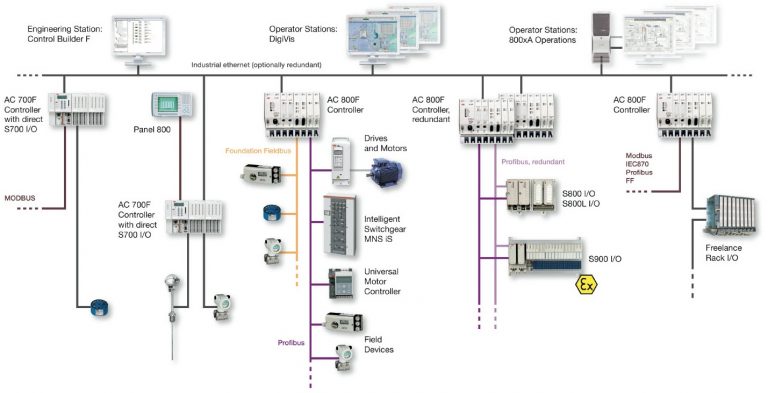 Engineering Station:
Control Builder F
Operator Stations:
DigiVis
Operator Stations:
800xA Operations
Industrial ethernet (optionally redundant)
AC 700F
Controller
with direct
S700 I/O
Panel 800
AC 800F
Controller
AC 800F
Controller,
redundant
AC 800F
Controller
Foundation Fieldbus
Drives
and Motors
Profibus, redundant
Modbus
IEC870
Profibus
FF
MODBUS
S800 I/O
S800L I/O
AC 700F
Controller
with direct
S700 I/O
Intelligent
Switchgear
MNS iS
Freelance
Rack I/O
S900 I/O
Universal
Motor
Controller
Ex
Profibus
Field
Devices